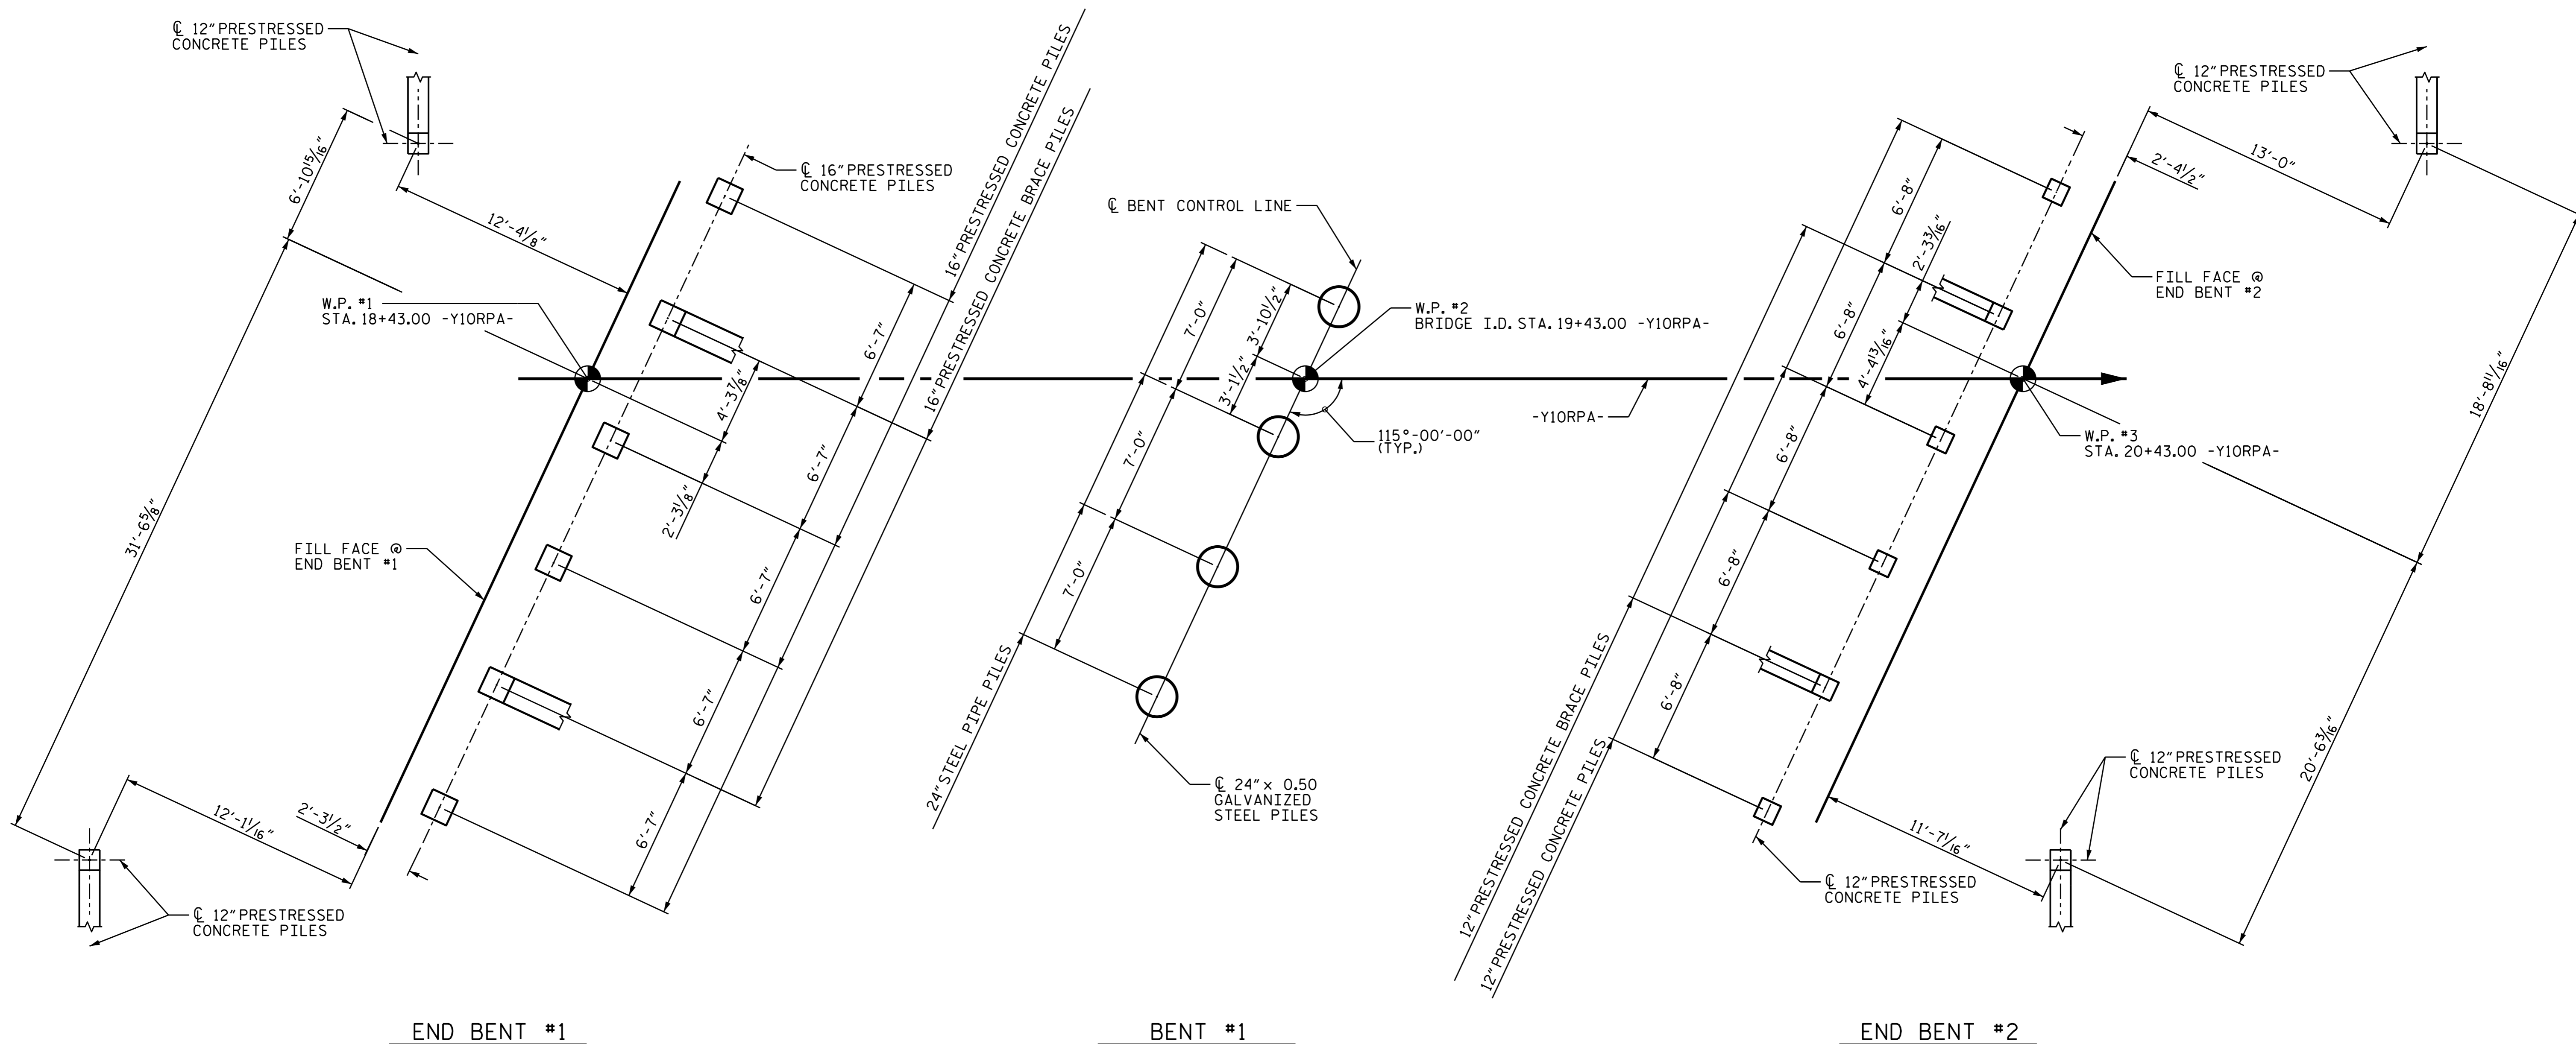 ℄ 12" PRESTRESSED
CONCRETE PILES
6'-10 15/16"
12'-4 1/8"
W.P. #1
STA. 18+43.00 -Y10RPA-
31'-6 5/8"
FILL FACE @
END BENT #1
12'-1 1/16"
2'-3 1/2"
℄ 12" PRESTRESSED
CONCRETE PILES
℄ 16" PRESTRESSED
CONCRETE PILES
16" PRESTRESSED CONCRETE PILES
16" PRESTRESSED CONCRETE BRACE PILES
6'-7"
4'-3 7/8"
2'-3 1/8"
6'-7"
6'-7"
6'-7"
6'-7"
END BENT #1
℄ BENT CONTROL LINE
7'-0"
3'-10 1/2"
3'-1 1/2"
7'-0"
7'-0"
W.P. #2
BRIDGE I.D. STA. 19+43.00 -Y10RPA-
115°-00'-00"
(TYP.)
-Y10RPA-
24" STEEL PIPE PILES
℄ 24" x 0.50
GALVANIZED
STEEL PILES
BENT #1
6'-8"
2'-3 3/16"
6'-8"
4'-4 13/16"
6'-8"
6'-8"
6'-8"
12" PRESTRESSED CONCRETE BRACE PILES
12" PRESTRESSED CONCRETE PILES
℄ 12" PRESTRESSED
CONCRETE PILES
13'-0"
2'-4 1/2"
FILL FACE @
END BENT #2
W.P. #3
STA. 20+43.00 -Y10RPA-
18'-8 11/16"
20'-6 3/16"
℄ 12" PRESTRESSED
CONCRETE PILES
11'-7 1/16"
℄ 12" PRESTRESSED
CONCRETE PILES
END BENT #2